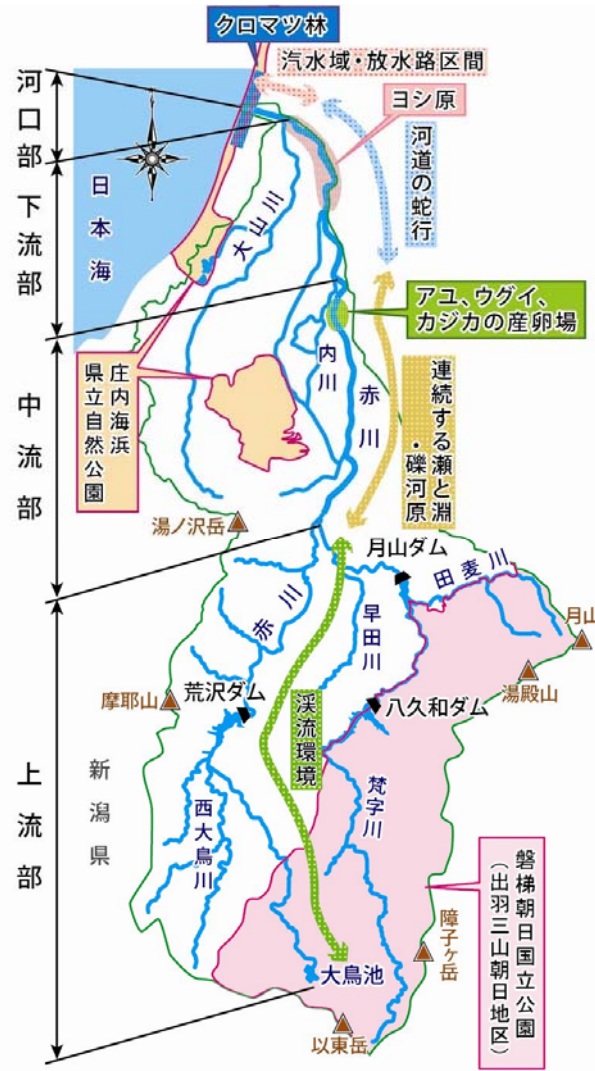 クロマツ林
汽水域・放水路区間
ヨシ原
河口部
河道の蛇行
日本海
下流部
大山川
アユ、ウグイ、
カジカの産卵場
内川
赤川
庄内海浜
県立自然公園
中流部
連続する瀬と淵
・礫河原
湯ノ沢岳
月山ダム
田麦川
赤川
早田川
月山
湯殿山
摩耶山
荒沢ダム
八久和ダム
渓流環境
新潟県
上流部
西大鳥川
梵字川
磐梯朝日国立公園
(出羽三山朝日地区)
障子ヶ岳
大鳥池
以東岳